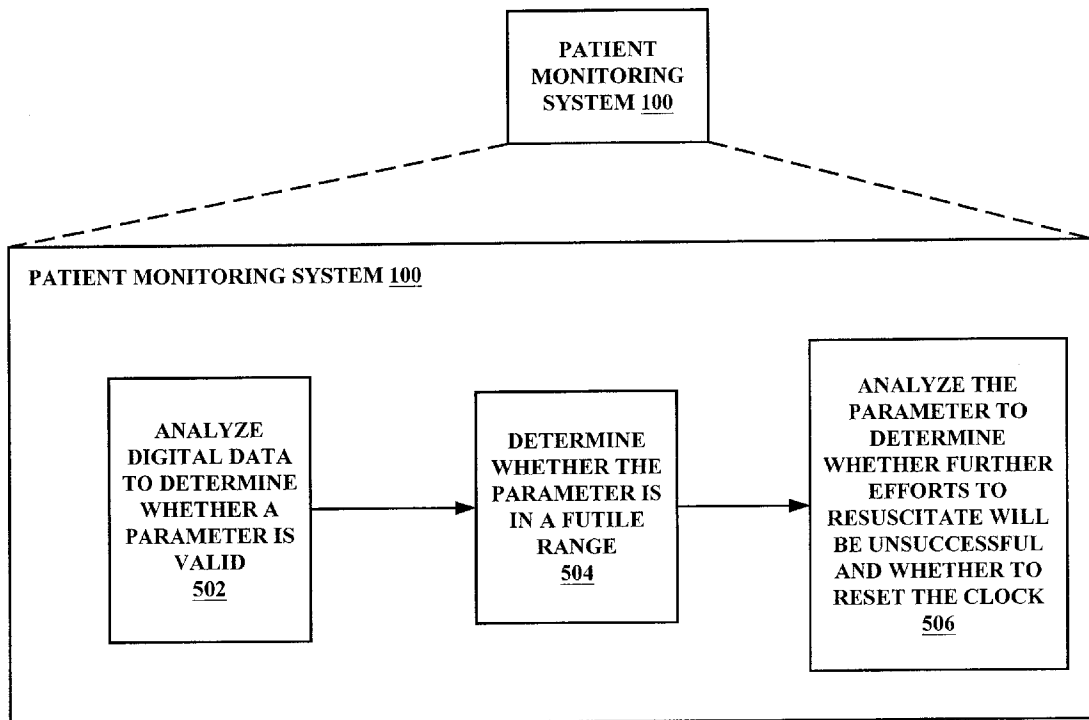 PATIENT
MONITORING
SYSTEM 100
PATIENT MONITORING SYSTEM 100
ANALYZE
DIGITAL DATA
TO DETERMINE
WHETHER A
PARAMETER IS
VALID
502
DETERMINE
WHETHER THE
PARAMETER IS
IN A FUTILE
RANGE
504
ANALYZE THE
PARAMETER TO
DETERMINE
WHETHER FURTHER
EFFORTS TO
RESUSCITATE WILL
BE UNSUCCESSFUL
AND WHETHER TO
RESET THE CLOCK
506